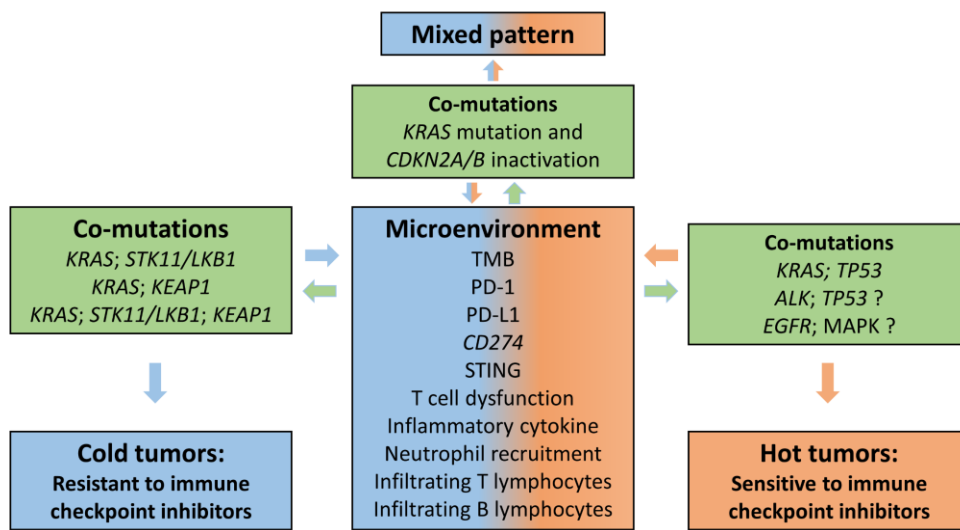 Mixed pattern
Co-mutations
KRAS mutation and
CDKN2A/B inactivation
Co-mutations
KRAS; STK11/LKB1
KRAS; KEAP1
KRAS; STK11/LKB1; KEAP1
Microenvironment
TMB
PD-1
PD-L1
CD274
STING
T cell dysfunction
Inflammatory cytokine
Neutrophil recruitment
Infiltrating T lymphocytes
Infiltrating B lymphocytes
Co-mutations
KRAS; TP53
ALK; TP53 ?
EGFR; MAPK ?
Cold tumors:
Resistant to immune
checkpoint inhibitors
Hot tumors:
Sensitive to immune
checkpoint inhibitors